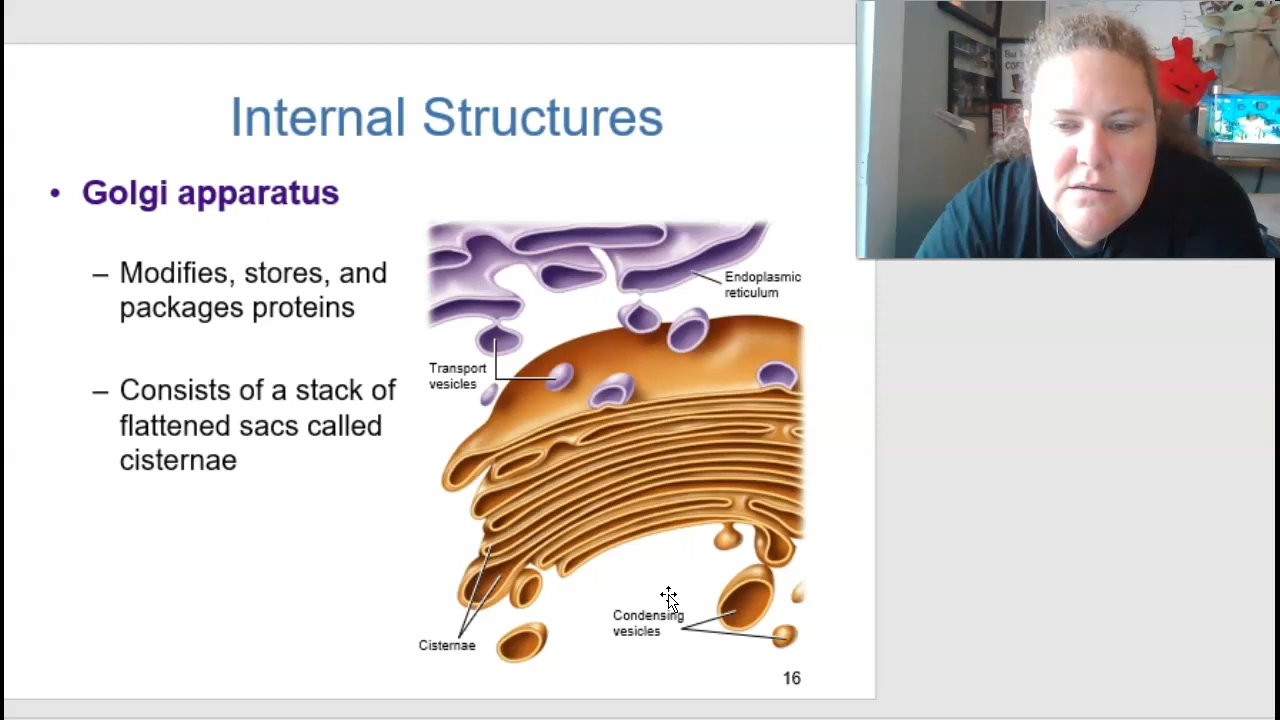 Internal Structures
• Golgi apparatus
– Modifies, stores, and
packages proteins
– Consists of a stack of
flattened sacs called
cisternae
Endoplasmic
reticulum
Transport
vesicles
Cisternae
Condensing
vesicles
16